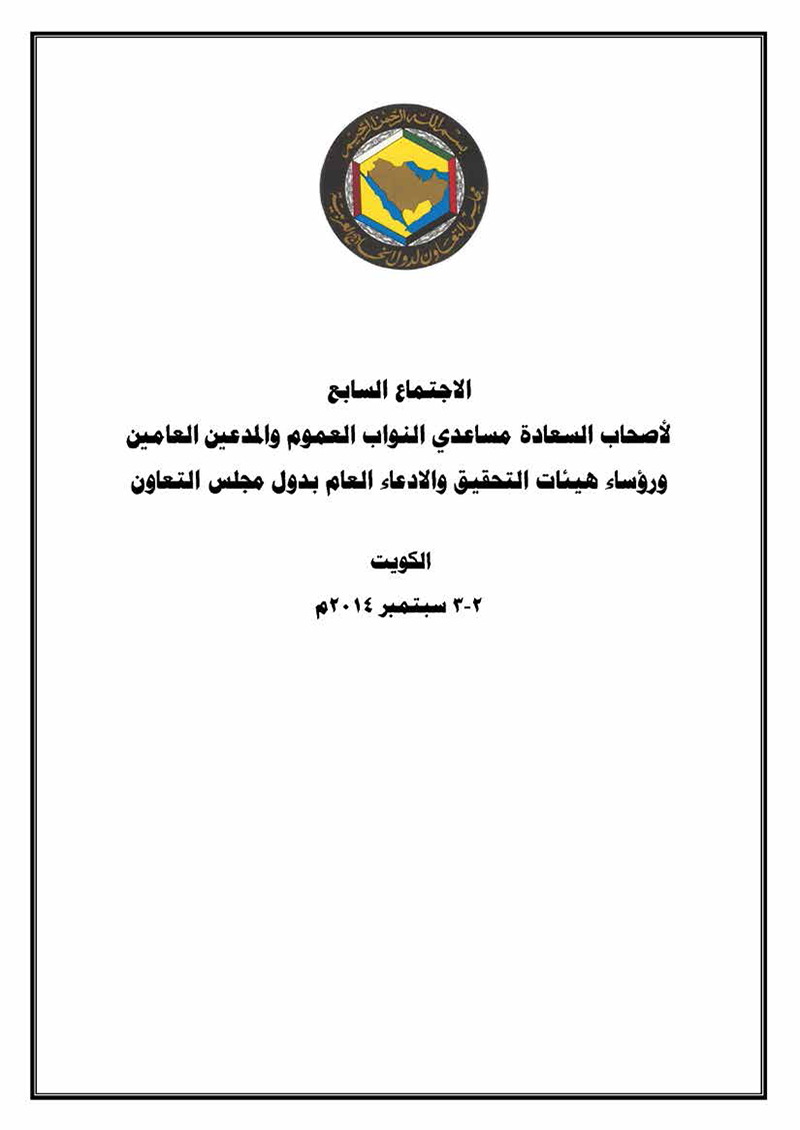 بسم الله الرحمن الرحيم
مجلس التعاون لدول الخليج العربية
الاجتماع السابع
لأصحاب السعادة مساعدي النواب العموم والمدعين العامين
ورؤساء هيئات التحقيق والادعاء العام بدول مجلس التعاون
الكويت
٢-٣ سبتمبر ٢٠١٤م